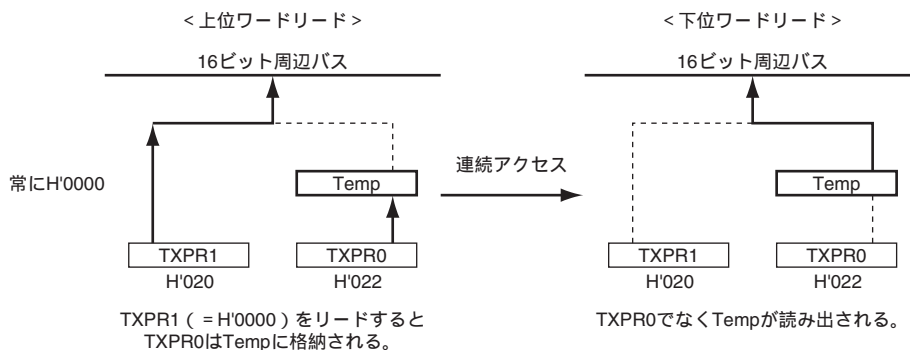 <上位ワードリード>
16ビット周辺バス
常にH'0000
Temp
TXPR1
TXPR0
H'020
H'022
TXPR1(=H'0000)をリードすると
TXPR0はTempに格納される。
連続アクセス
<下位ワードリード>
16ビット周辺バス
Temp
TXPR1
TXPR0
H'020
H'022
TXPR0でなくTempが読み出される。